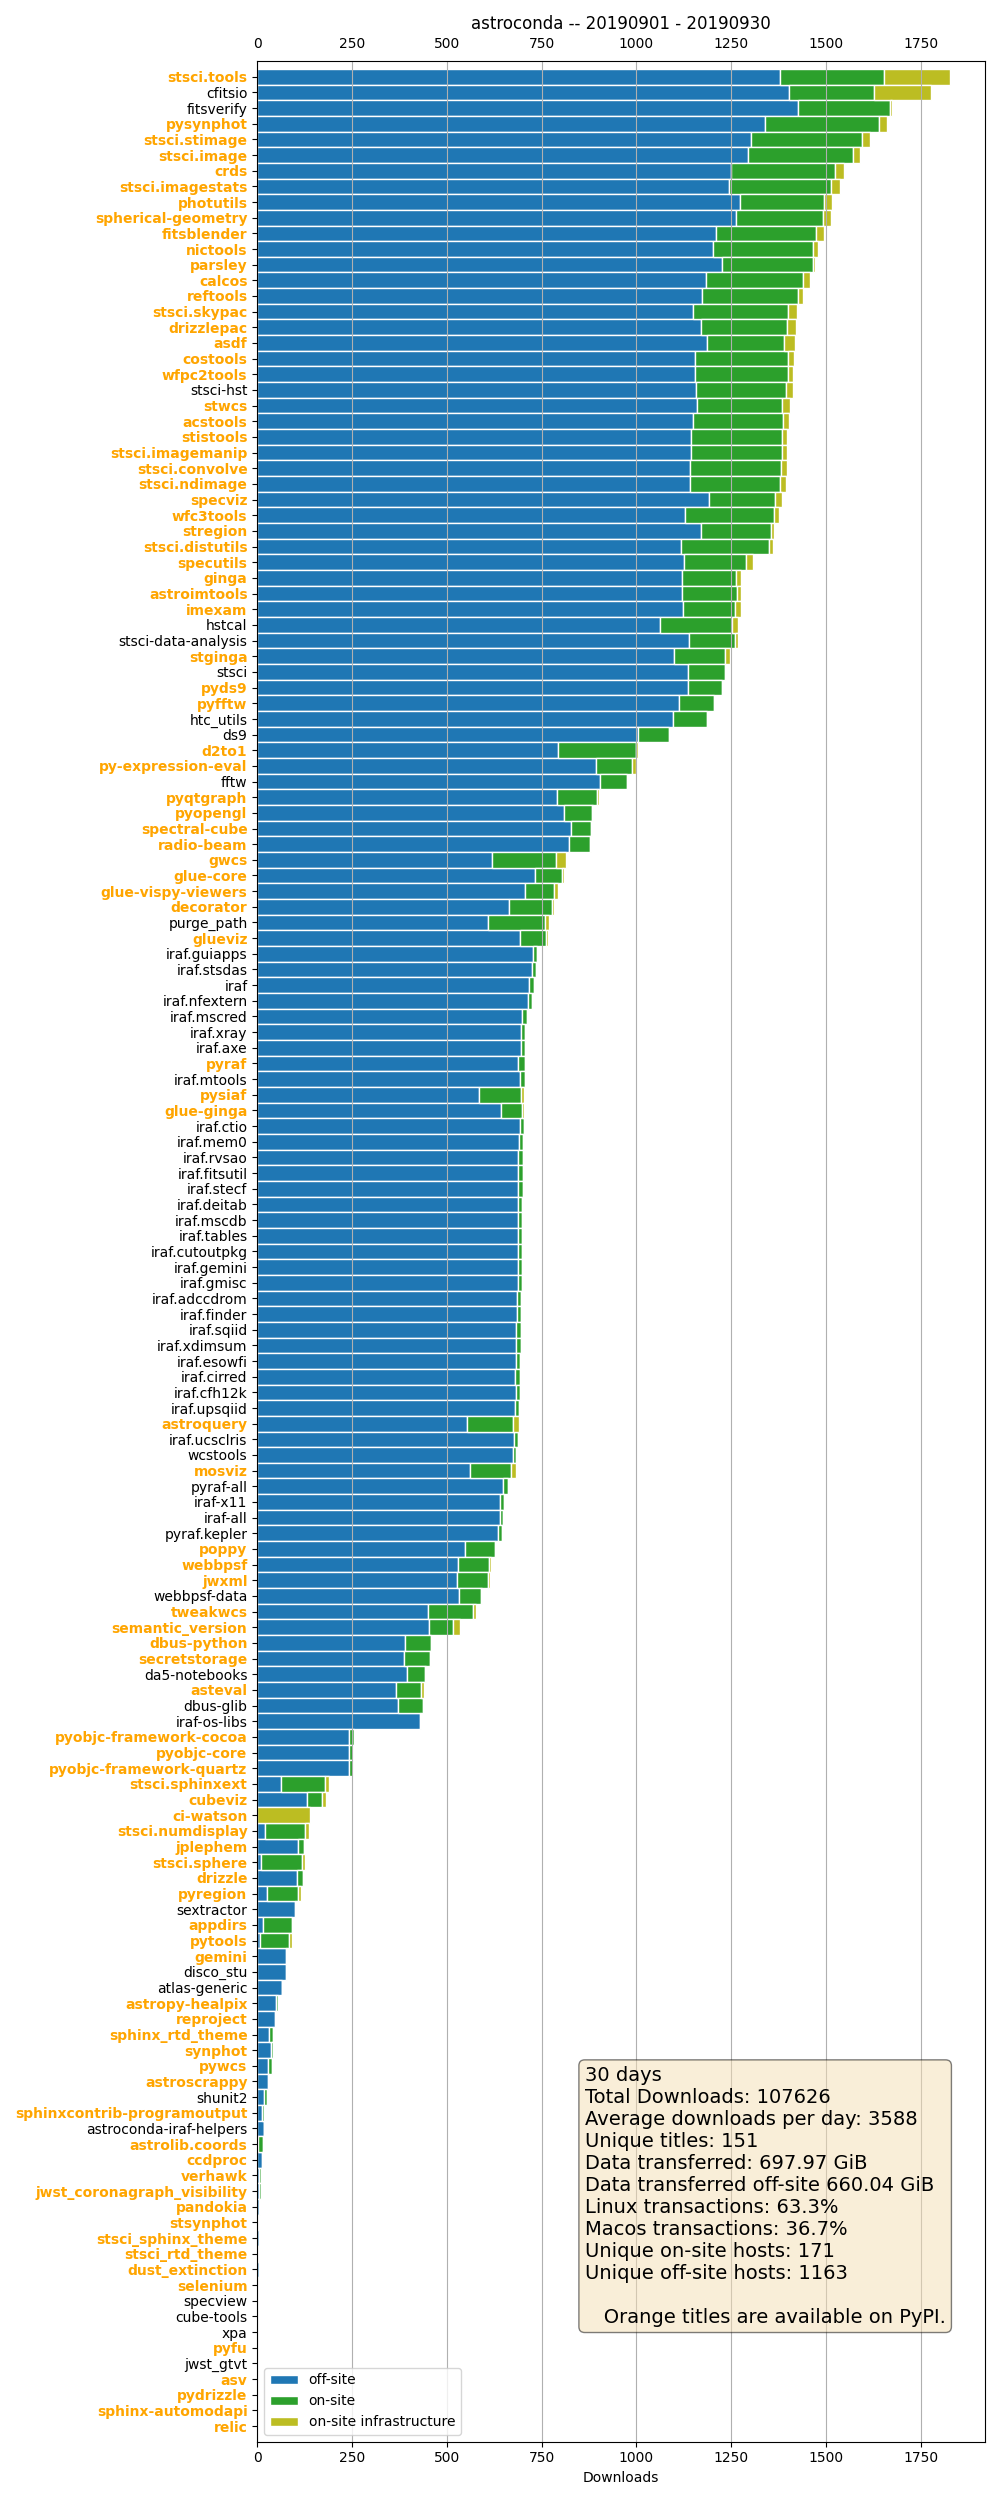 astroconda -- 20190901 - 20190930
0 250 500 750 1000 1250 1500 1750
stsci.tools
cfitsio
fitsverify
pysynphot
stsci.stimage
stsci.image
crds
stsci.imagestats
photutils
spherical-geometry
fitsblender
nictools
parsley
calcos
reftools
stsci.skypac
drizzlepac
asdf
costools
wfpc2tools
stsci-hst
stwcs
acstools
stistools
stsci.imagemanip
stsci.convolve
stsci.ndimage
specviz
wfc3tools
stregion
stsci.distutils
specutils
ginga
astroimtools
imexam
hstcal
stsci-data-analysis
stginga
stsci
pyds9
pyfftw
htc_utils
ds9
d2to1
py-expression-eval
fftw
pyqtgraph
pyopengl
spectral-cube
radio-beam
gwcs
glue-core
glue-vispy-viewers
decorator
purge_path
glueviz
iraf.guiapps
iraf.stsdas
iraf
iraf.nfextern
iraf.mscred
iraf.xray
iraf.axe
pyraf
iraf.mtools
pysiaf
glue-ginga
iraf.ctio
iraf.mem0
iraf.rvsao
iraf.fitsutil
iraf.stecf
iraf.deitab
iraf.mscdb
iraf.tables
iraf.cutoutpkg
iraf.gemini
iraf.gmisc
iraf.adccdrom
iraf.finder
iraf.sqiid
iraf.xdimsum
iraf.esowfi
iraf.cirred
iraf.cfh12k
iraf.upsqiid
astroquery
iraf.ucsclris
wcstools
mosviz
pyraf-all
iraf-x11
iraf-all
pyraf.kepler
poppy
webbpsf
jwxml
webbpsf-data
tweakwcs
semantic_version
dbus-python
secretstorage
da5-notebooks
asteval
dbus-glib
iraf-os-libs
pyobjc-framework-cocoa
pyobjc-core
pyobjc-framework-quartz
stsci.sphinxext
cubeviz
ci-watson
stsci.numdisplay
jplephem
stsci.sphere
drizzle
pyregion
sextractor
appdirs
pytools
gemini
disco_stu
atlas-generic
astropy-healpix
reproject
sphinx_rtd_theme
synphot
pywcs
astroscrappy
shunit2
sphinxcontrib-programoutput
astroconda-iraf-helpers
astrolib.coords
ccdproc
verhawk
jwst_coronagraph_visibility
pandokia
stsynphot
stsci_sphinx_theme
stsci_rtd_theme
dust_extinction
selenium
specview
cube-tools
xpa
pyfu
jwst_gtvt
asv
pydrizzle
sphinx-automodapi
relic
30 days
Total Downloads: 107626
Average downloads per day: 3588
Unique titles: 151
Data transferred: 697.97 GiB
Data transferred off-site 660.04 GiB
Linux transactions: 63.3%
Macos transactions: 36.7%
Unique on-site hosts: 171
Unique off-site hosts: 1163
Orange titles are available on PyPI.
off-site
on-site
on-site infrastructure
0 250 500 750 1000 1250 1500 1750
Downloads